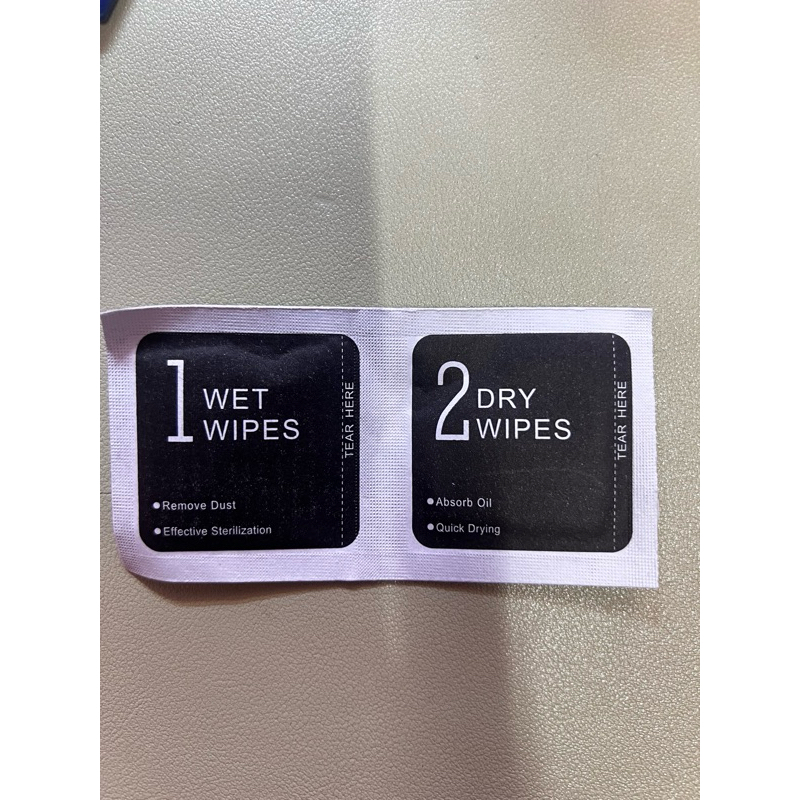 1 WET
WIPES
TEAR HERE
●Remove Dust
●Effective Sterilization
2 DRY
WIPES
TEAR HERE
●Absorb Oil
●Quick Drying